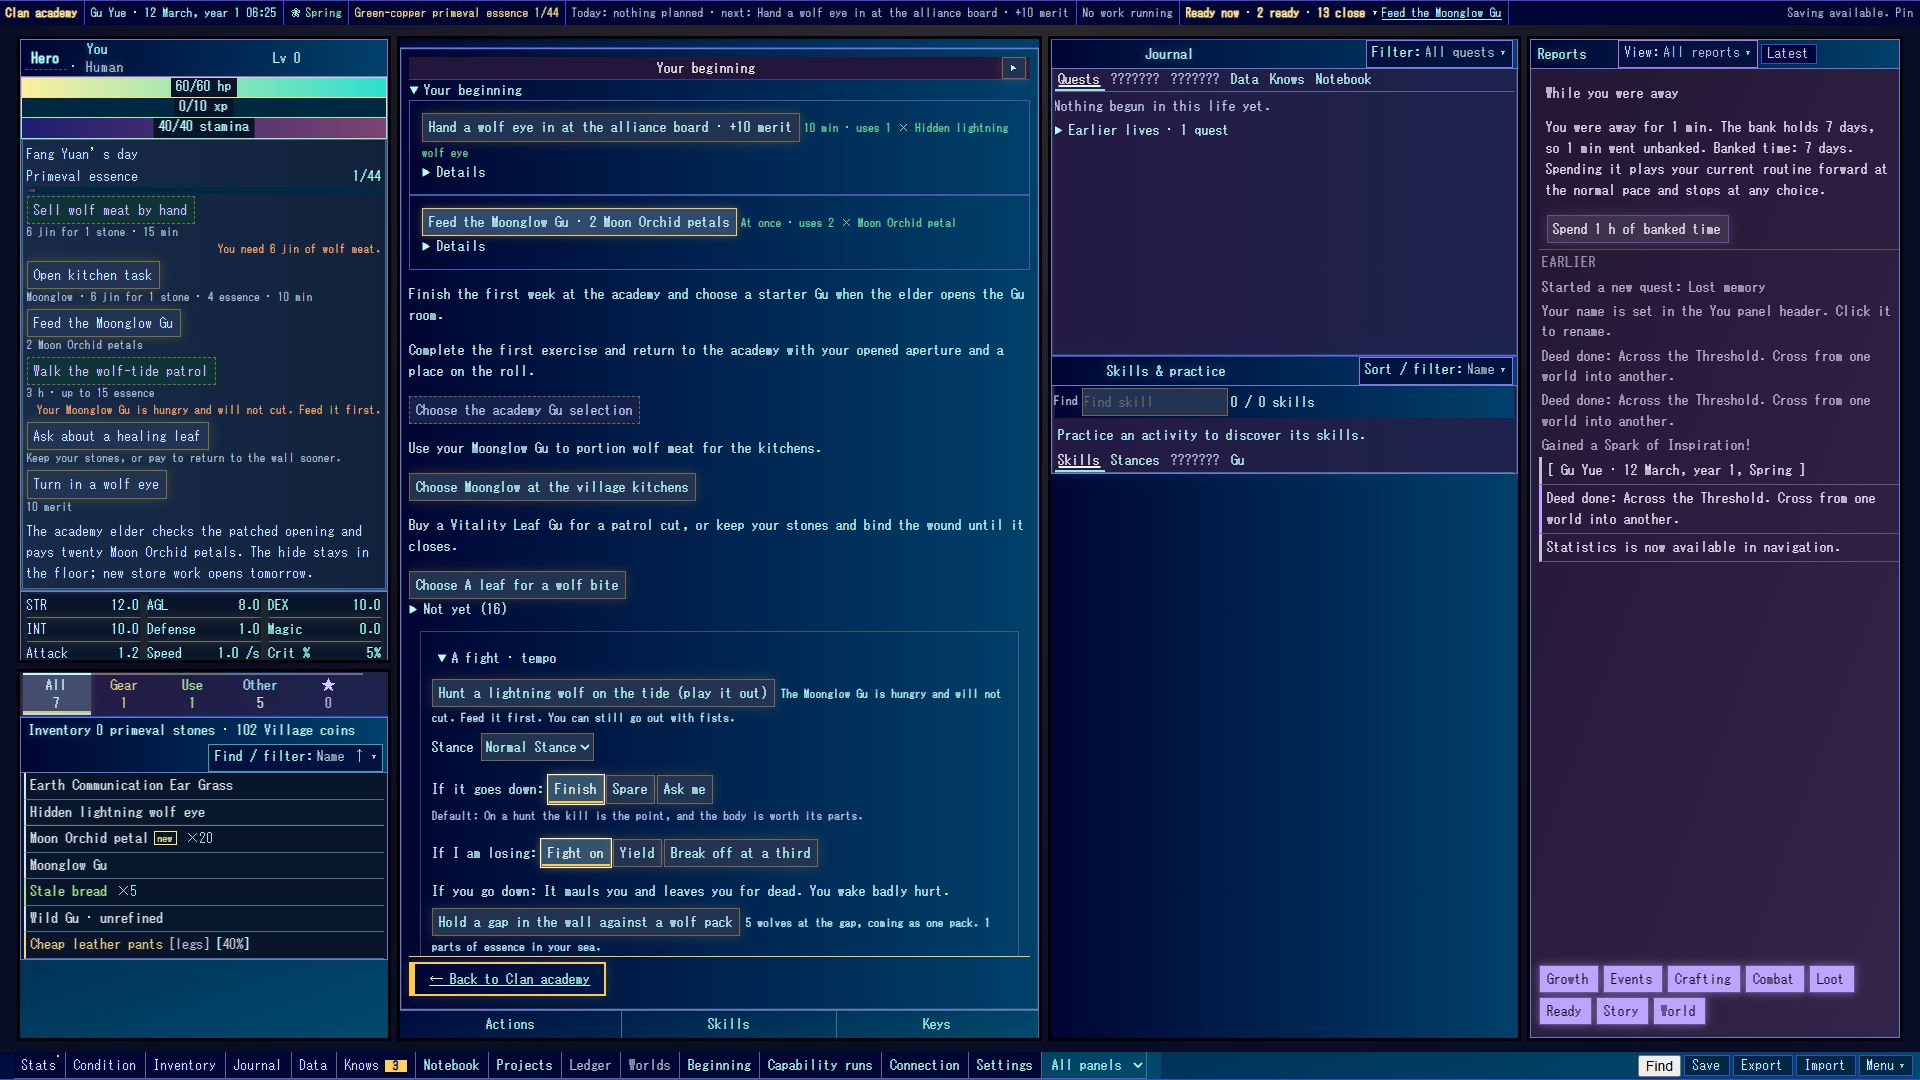 Clan academy
Gu Yue · 12 March, year 1 06:25
❀ Spring
Green-copper primeval essence 1/44
Today: nothing planned · next: Hand a wolf eye in at the alliance board · +10 merit
No work running
Ready now · 2 ready · 13 close ▾ Feed the Moonglow Gu
Saving available. Pin
Hero · You
Human
Lv 0
60/60 hp
0/10 xp
40/40 stamina
Fang Yuan's day
Primeval essence 1/44
Sell wolf meat by hand
6 jin for 1 stone · 15 min
You need 6 jin of wolf meat.
Open kitchen task
Moonglow · 6 jin for 1 stone · 4 essence · 10 min
Feed the Moonglow Gu
2 Moon Orchid petals
Walk the wolf-tide patrol
3 h · up to 15 essence
Your Moonglow Gu is hungry and will not cut. Feed it first.
Ask about a healing leaf
Keep your stones, or pay to return to the wall sooner.
Turn in a wolf eye
10 merit
The academy elder checks the patched opening and
pays twenty Moon Orchid petals. The hide stays in
the floor; new store work opens tomorrow.
STR 12.0 AGL 8.0 DEX 10.0
INT 10.0 Defense 1.0 Magic 0.0
Attack 1.2 Speed 1.0 /s Crit % 5%
All Gear Use Other ★
7 1 1 5 0
Inventory 0 primeval stones · 102 Village coins
Find / filter: Name ↑ ▾
Earth Communication Ear Grass
Hidden lightning wolf eye
Moon Orchid petal new ×20
Moonglow Gu
Stale bread ×5
Wild Gu · unrefined
Cheap leather pants [legs] [40%]
Your beginning
▶
▼ Your beginning
Hand a wolf eye in at the alliance board · +10 merit 10 min · uses 1 × Hidden lightning
wolf eye
▶ Details
Feed the Moonglow Gu · 2 Moon Orchid petals At once · uses 2 × Moon Orchid petal
▶ Details
Finish the first week at the academy and choose a starter Gu when the elder opens the Gu
room.
Complete the first exercise and return to the academy with your opened aperture and a
place on the roll.
Choose the academy Gu selection
Use your Moonglow Gu to portion wolf meat for the kitchens.
Choose Moonglow at the village kitchens
Buy a Vitality Leaf Gu for a patrol cut, or keep your stones and bind the wound until it
closes.
Choose A leaf for a wolf bite
▶ Not yet (16)
▼ A fight · tempo
Hunt a lightning wolf on the tide (play it out) The Moonglow Gu is hungry and will not
cut. Feed it first. You can still go out with fists.
Stance Normal Stance
If it goes down: Finish Spare Ask me
Default: On a hunt the kill is the point, and the body is worth its parts.
If I am losing: Fight on Yield Break off at a third
If you go down: It mauls you and leaves you for dead. You wake badly hurt.
Hold a gap in the wall against a wolf pack 5 wolves at the gap, coming as one pack. 1
parts of essence in your sea.
← Back to Clan academy
Actions Skills Keys
Journal
Filter: All quests ▾
Quests ??????? ??????? Data Knows Notebook
Nothing begun in this life yet.
▶ Earlier lives · 1 quest
Skills & practice
Sort / filter: Name ▾
Find Find skill 0 / 0 skills
Practice an activity to discover its skills.
Skills Stances ??????? Gu
Reports
View: All reports ▾
Latest
While you were away
You were away for 1 min. The bank holds 7 days,
so 1 min went unbanked. Banked time: 7 days.
Spending it plays your current routine forward at
the normal pace and stops at any choice.
Spend 1 h of banked time
EARLIER
Started a new quest: Lost memory
Your name is set in the You panel header. Click it
to rename.
Deed done: Across the Threshold. Cross from one
world into another.
Deed done: Across the Threshold. Cross from one
world into another.
Gained a Spark of Inspiration!
[ Gu Yue · 12 March, year 1, Spring ]
Deed done: Across the Threshold. Cross from one
world into another.
Statistics is now available in navigation.
Growth Events Crafting Combat Loot
Ready Story World
Stats Condition Inventory Journal Data Knows 3 Notebook Projects Ledger Worlds Beginning Capability runs Connection Settings All panels
Find Save Export Import Menu ▾